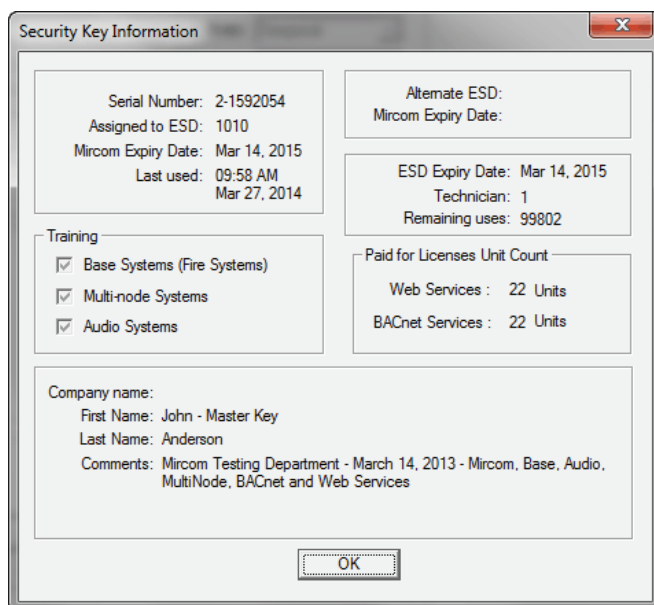 Security Key Information
Serial Number: 2-1592054
Assigned to ESD: 1010
Mircom Expiry Date: Mar 14, 2015
Last used: 09:58 AM
Mar 27, 2014
Alternate ESD:
Mircom Expiry Date:
ESD Expiry Date: Mar 14, 2015
Technician: 1
Remaining uses: 99802
Training
Base Systems (Fire Systems)
Multi-node Systems
Audio Systems
Paid for Licenses Unit Count
Web Services : 22 Units
BACnet Services : 22 Units
Company name:
First Name: John - Master Key
Last Name: Anderson
Comments: Mircom Testing Department - March 14, 2013 - Mircom, Base, Audio,
MultiNode, BACnet and Web Services
OK